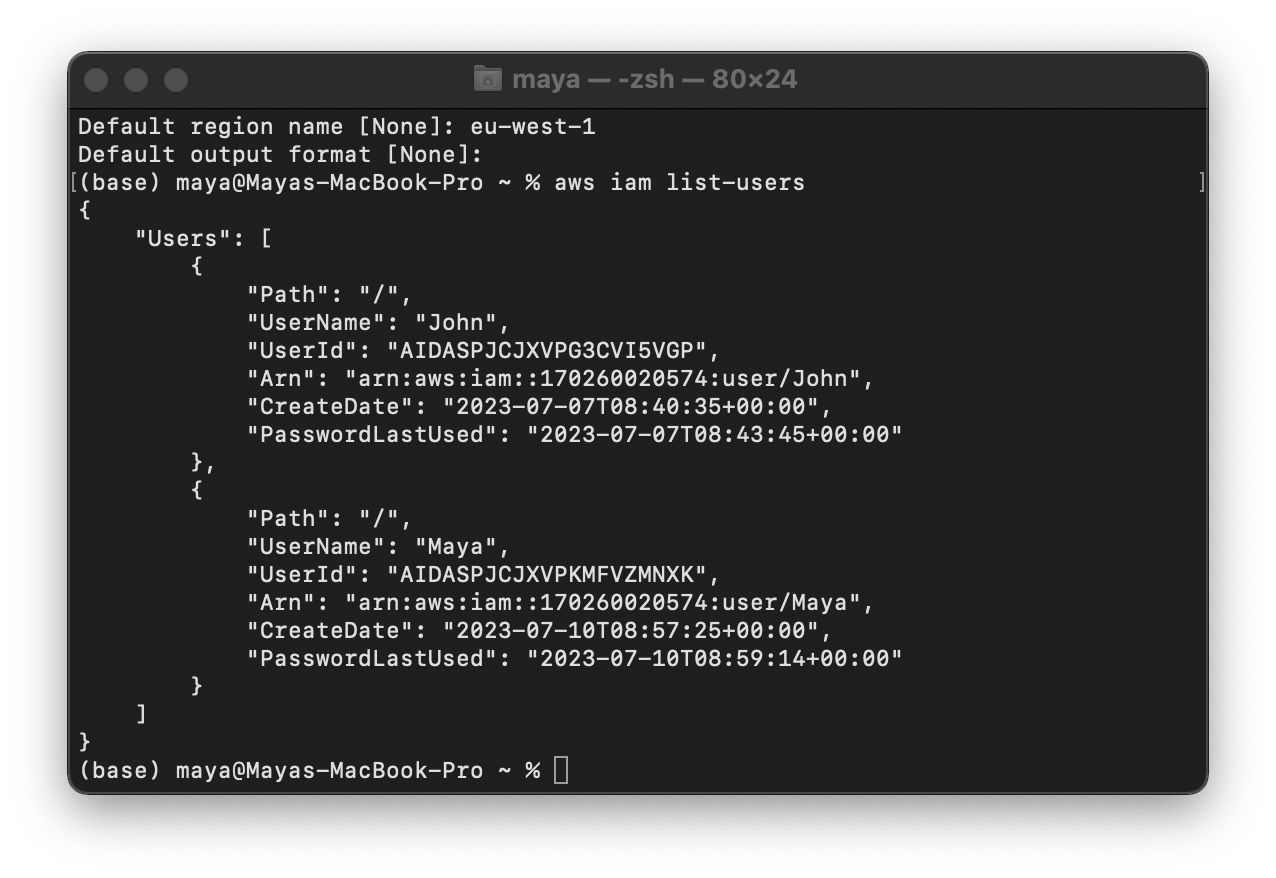 maya — -zsh — 80×24
Default region name [None]: eu-west-1
Default output format [None]:
[(base) maya@Mayas-MacBook-Pro ~ % aws iam list-users ]
{
    "Users": [
        {
            "Path": "/",
            "UserName": "John",
            "UserId": "AIDASPJCJXVPG3CVI5VGP",
            "Arn": "arn:aws:iam::170260020574:user/John",
            "CreateDate": "2023-07-07T08:40:35+00:00",
            "PasswordLastUsed": "2023-07-07T08:43:45+00:00"
        },
        {
            "Path": "/",
            "UserName": "Maya",
            "UserId": "AIDASPJCJXVPKMFVZMNXK",
            "Arn": "arn:aws:iam::170260020574:user/Maya",
            "CreateDate": "2023-07-10T08:57:25+00:00",
            "PasswordLastUsed": "2023-07-10T08:59:14+00:00"
        }
    ]
}
(base) maya@Mayas-MacBook-Pro ~ %